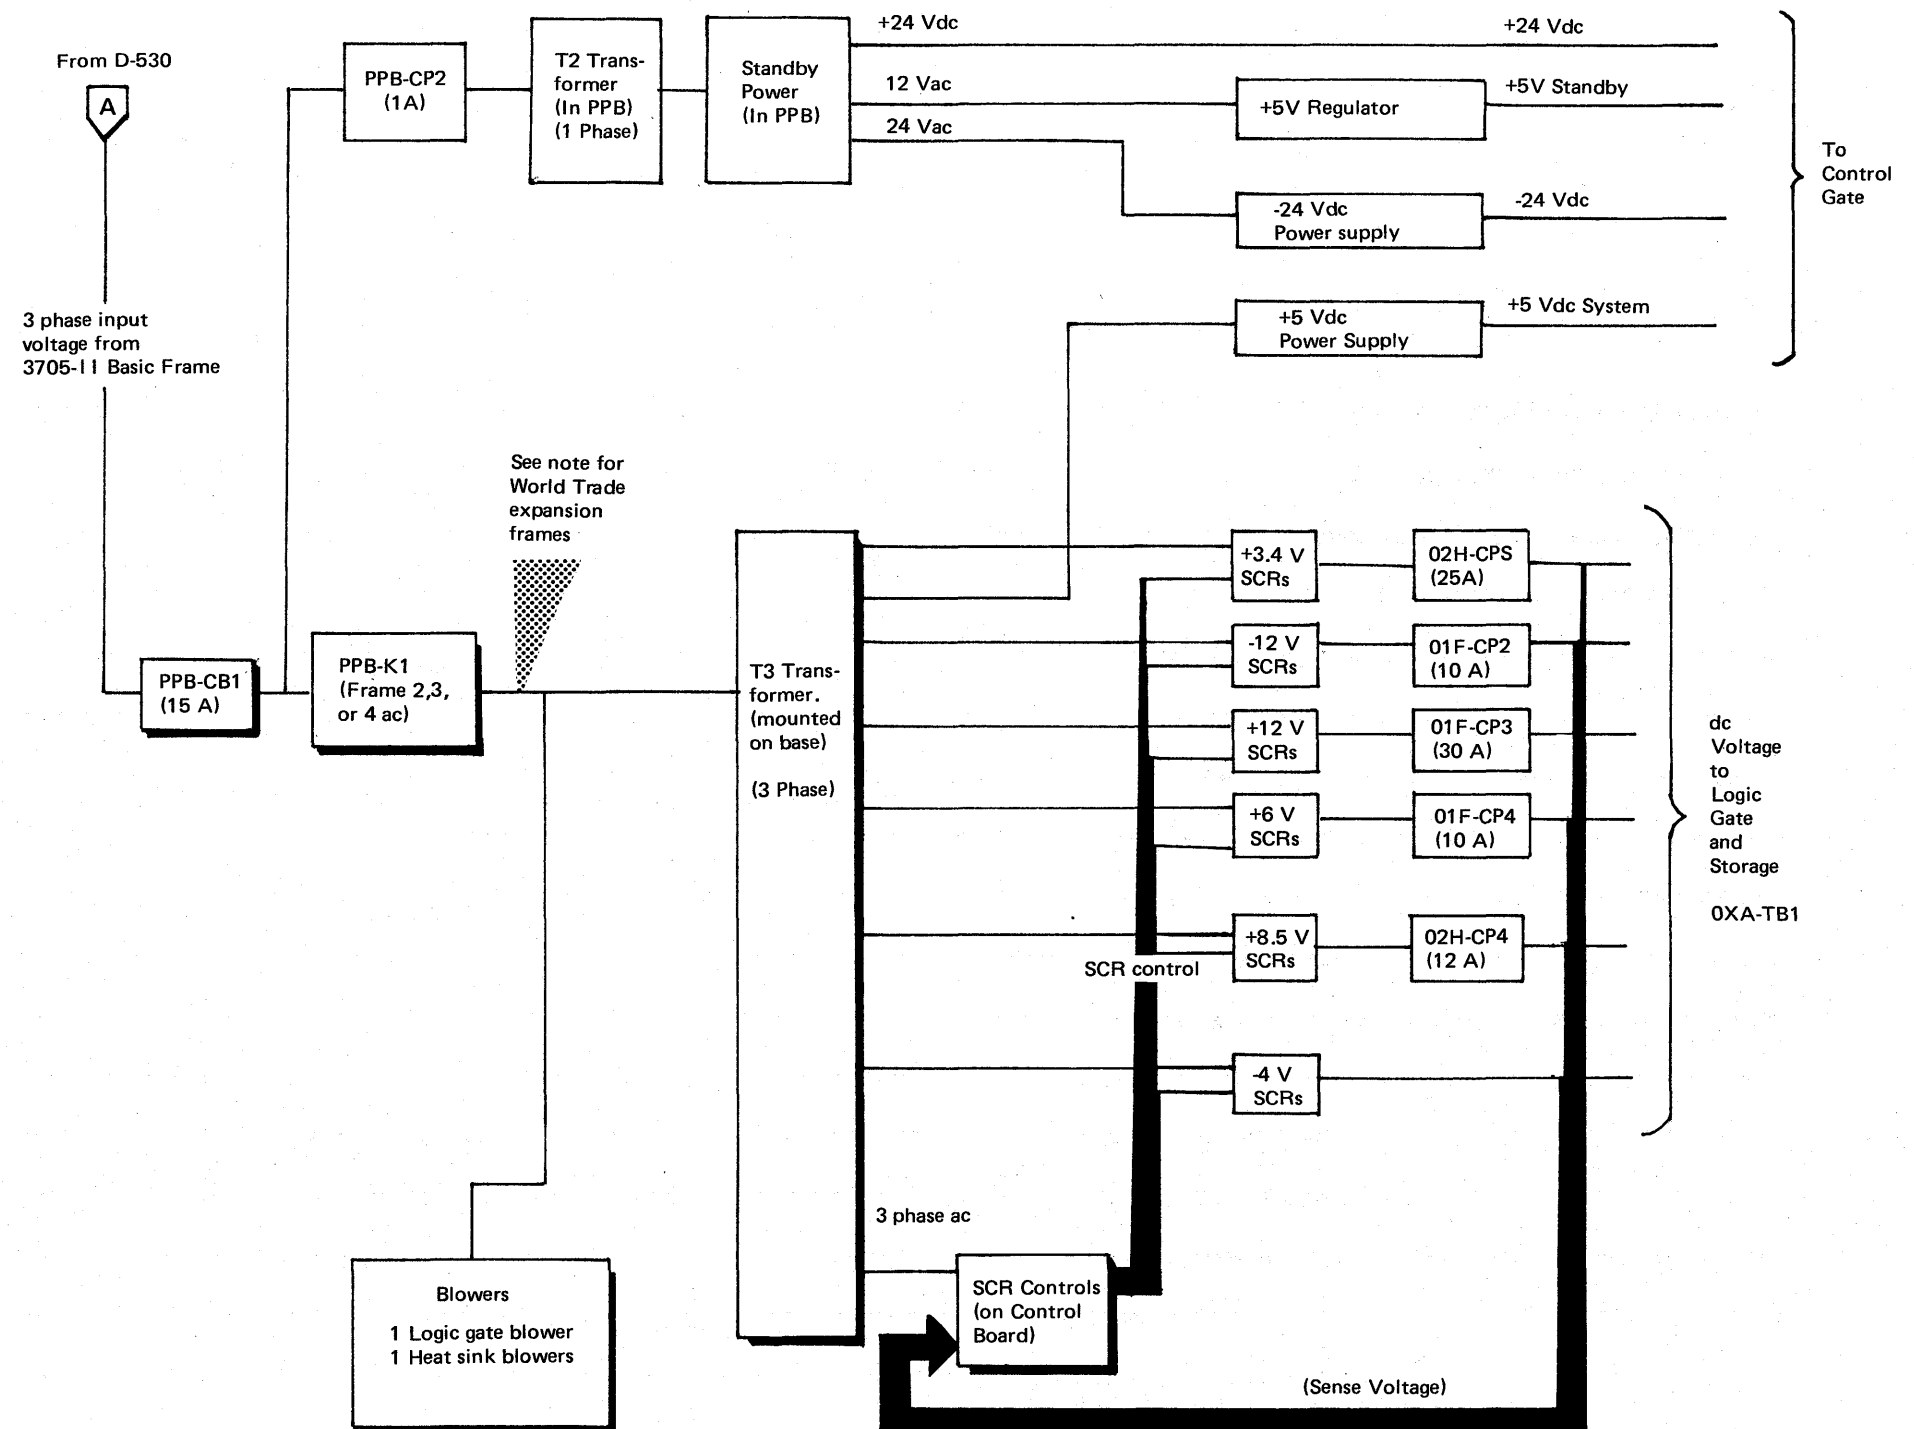 From D-530
A
3 phase input
voltage from
3705-II Basic Frame
PPB-CP2
(1A)
T2 Trans-
former
(In PPB)
(1 Phase)
Standby
Power
(In PPB)
+24 Vdc
12 Vac
24 Vac
+24 Vdc
+5V Regulator
+5V Standby
-24 Vdc
Power supply
-24 Vdc
+5 Vdc
Power Supply
+5 Vdc System
To
Control
Gate
See note for
World Trade
expansion
frames
PPB-CB1
(15 A)
PPB-K1
(Frame 2,3,
or 4 ac)
T3 Trans-
former.
(mounted
on base)
(3 Phase)
+3.4 V
SCRs
02H-CPS
(25A)
-12 V
SCRs
01F-CP2
(10 A)
+12 V
SCRs
01F-CP3
(30 A)
+6 V
SCRs
01F-CP4
(10 A)
+8.5 V
SCRs
02H-CP4
(12 A)
SCR control
-4 V
SCRs
dc
Voltage
to
Logic
Gate
and
Storage
0XA-TB1
3 phase ac
SCR Controls
(on Control
Board)
(Sense Voltage)
Blowers
1 Logic gate blower
1 Heat sink blowers